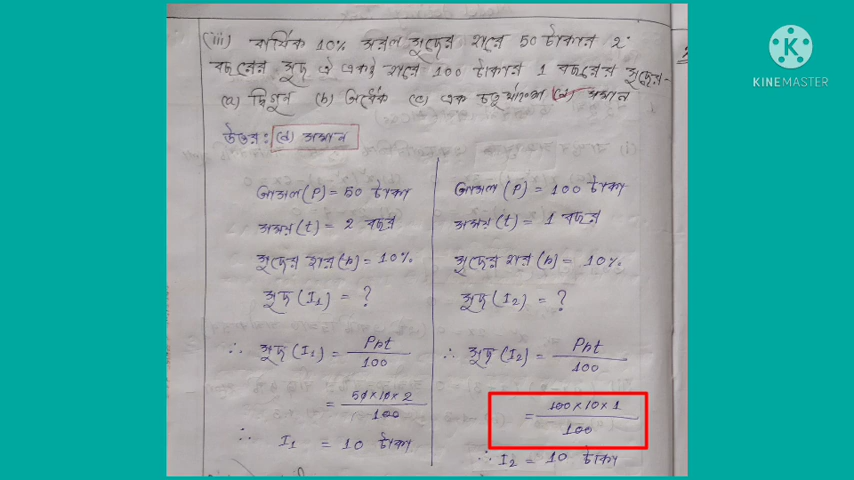 (iii) বার্ষিক 10% সরল সুদের হারে 50 টাকার 2
বছরের সুদ ঐ একই হারে 100 টাকার 1 বছরের সুদের-
(a) দ্বিগুন (b) অর্ধেক (c) এক চতুর্থাংশ (d) সমান
উত্তর: (d) সমান
আসল (P) = 50 টাকা
সময় (t) = 2 বছর
সুদের হার (r) = 10%
সুদ (I₁) = ?
∴ সুদ (I₁) = Prt/100
= 50×10×2/100
∴ I₁ = 10 টাকা
আসল (P) = 100 টাকা
সময় (t) = 1 বছর
সুদের হার (r) = 10%
সুদ (I₂) = ?
∴ সুদ (I₂) = Prt/100
= 100×10×1/100
∴ I₂ = 10 টাকা
KINEMASTER